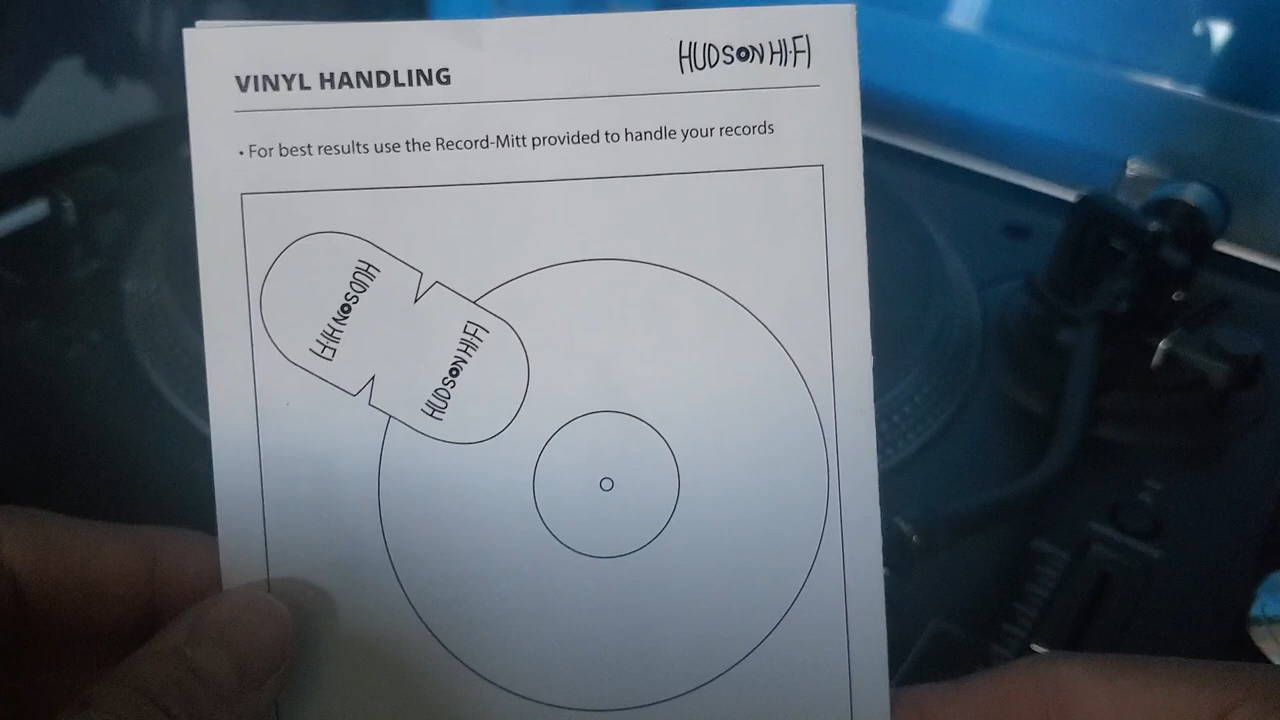 HUDSON HI-FI
VINYL HANDLING
• For best results use the Record-Mitt provided to handle your records
HUDSON HI-FI
HUDSON HI-FI